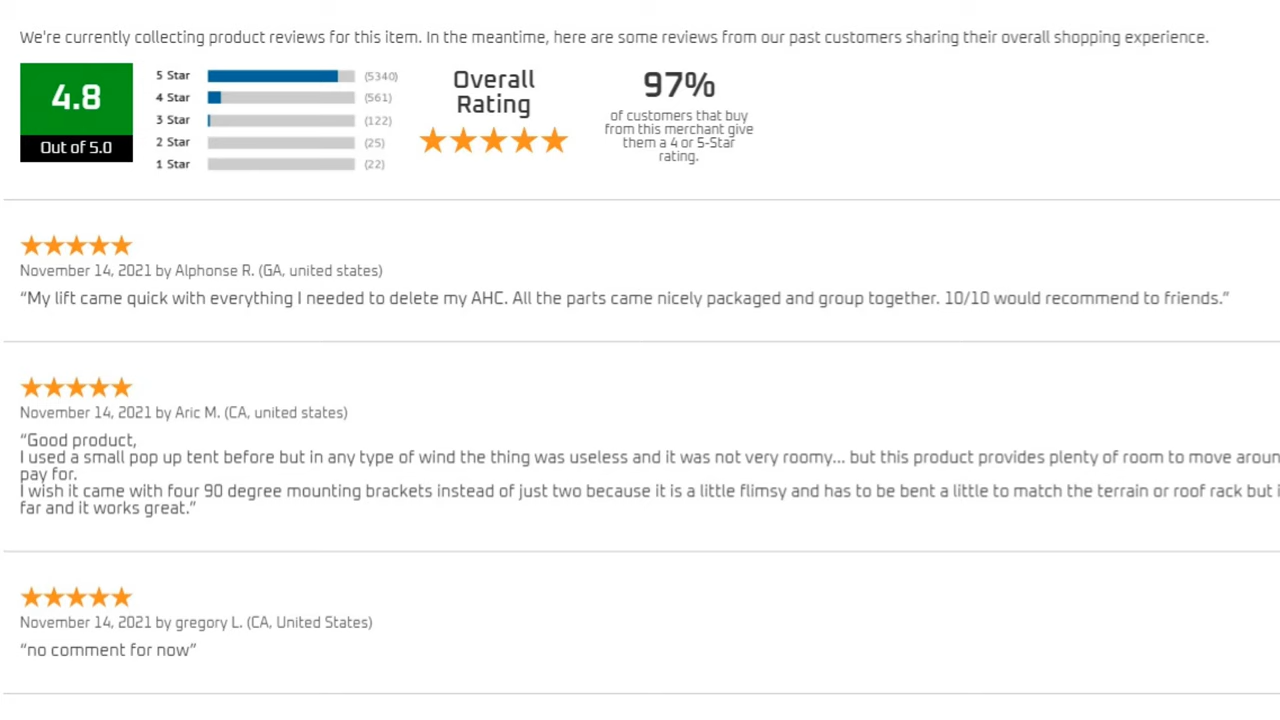 We're currently collecting product reviews for this item. In the meantime, here are some reviews from our past customers sharing their overall shopping experience.
4.8
Out of 5.0
5 Star (5340)
4 Star (561)
3 Star (122)
2 Star (25)
1 Star (22)
Overall
Rating
97%
of customers that buy
from this merchant give
them a 4 or 5-Star
rating.
November 14, 2021 by Alphonse R. (GA, united states)
“My lift came quick with everything I needed to delete my AHC. All the parts came nicely packaged and group together. 10/10 would recommend to friends.”
November 14, 2021 by Aric M. (CA, united states)
“Good product,
I used a small pop up tent before but in any type of wind the thing was useless and it was not very roomy... but this product provides plenty of room to move aroun
pay for.
I wish it came with four 90 degree mounting brackets instead of just two because it is a little flimsy and has to be bent a little to match the terrain or roof rack but i
far and it works great.”
November 14, 2021 by gregory L. (CA, United States)
“no comment for now”